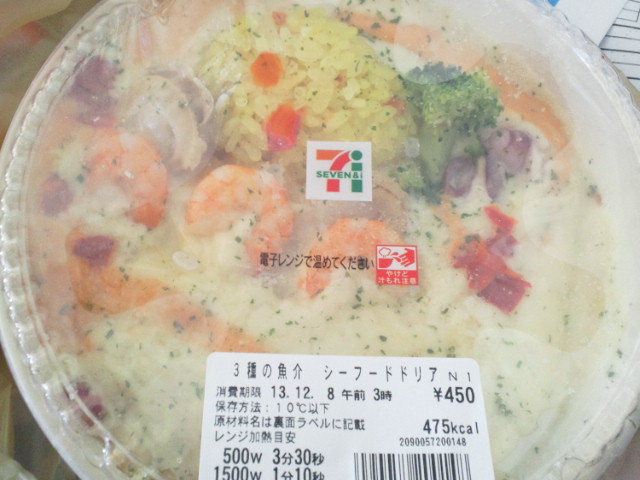 SEVEN&i
電子レンジで温めてください
やけど
汁もれ注意
3種の魚介 シーフードドリア N1
消費期限 13.12. 8 午前 3時 ¥450
保存方法:10℃以下
原材料名は裏面ラベルに記載 475kcal
レンジ加熱目安 2090057200148
500W 3分30秒
1500W 1分10秒